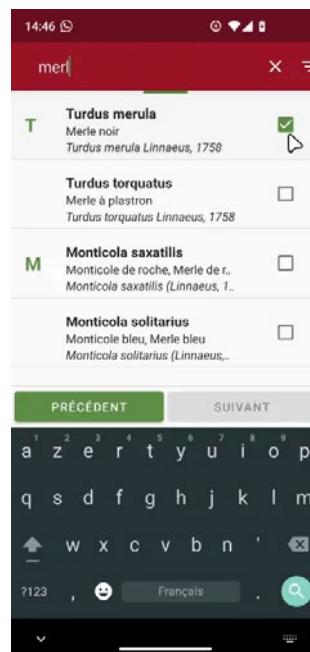 14:46
merl
T
Turdus merula
Merle noir
Turdus merula Linnaeus, 1758
Turdus torquatus
Merle à plastron
Turdus torquatus Linnaeus, 1758
M
Monticola saxatilis
Monticole de roche, Merle de r..
Monticola saxatilis (Linnaeus, 1..
Monticola solitarius
Monticole bleu, Merle bleu
Monticola solitarius (Linnaeus,..
PRÉCÉDENT SUIVANT
1 2 3 4 5 6 7 8 9
a z e r t y u i o p
q s d f g h j k l m
w x c v b n '
?123 , Français .